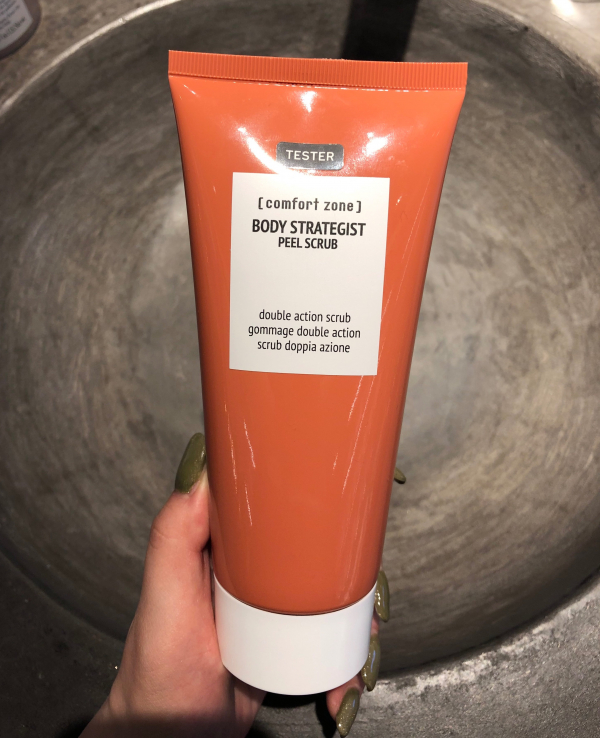 TESTER
[comfort zone]
BODY STRATEGIST
PEEL SCRUB
double action scrub
gommage double action
scrub doppia azione